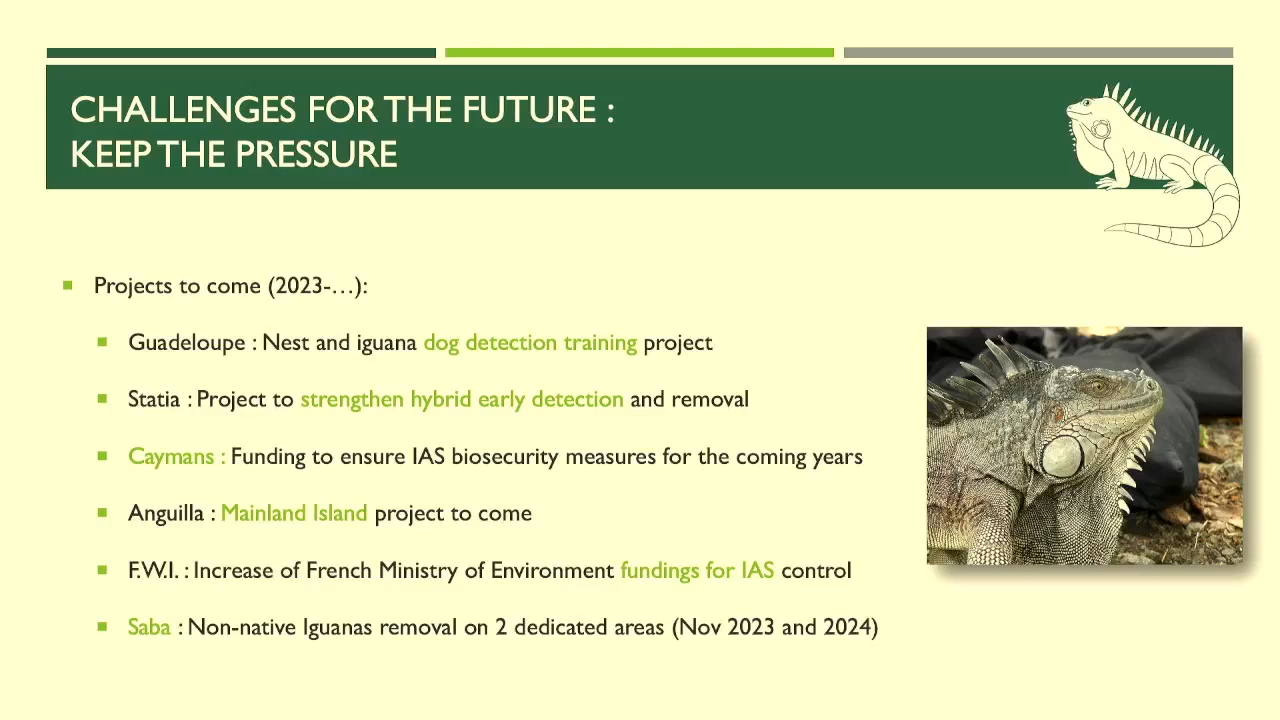 CHALLENGES FOR THE FUTURE :
KEEP THE PRESSURE
Projects to come (2023-…):
Guadeloupe : Nest and iguana dog detection training project
Statia : Project to strengthen hybrid early detection and removal
Caymans : Funding to ensure IAS biosecurity measures for the coming years
Anguilla : Mainland Island project to come
F.W.I. : Increase of French Ministry of Environment fundings for IAS control
Saba : Non-native Iguanas removal on 2 dedicated areas (Nov 2023 and 2024)